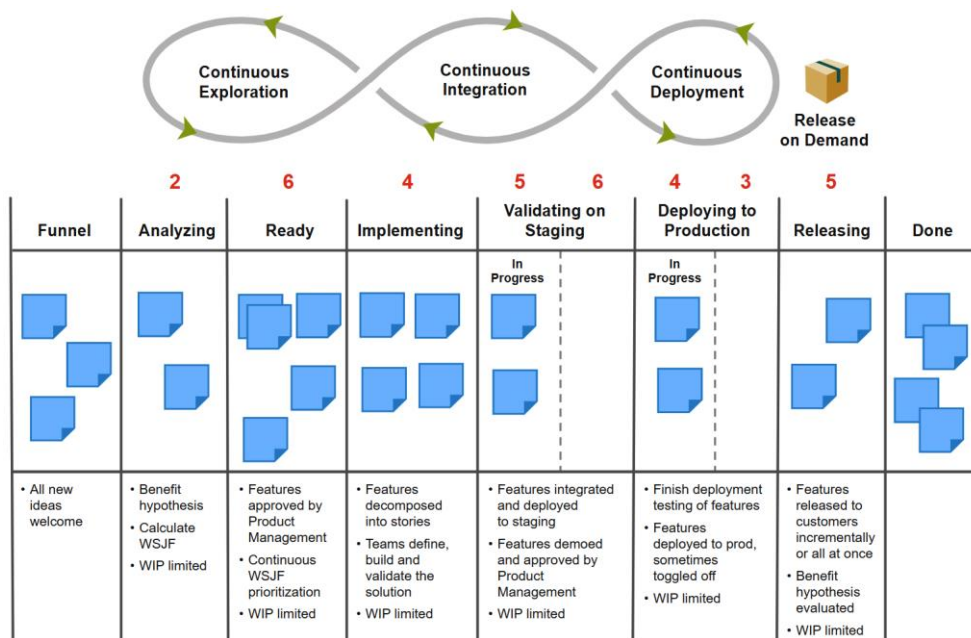 Continuous
Exploration
Continuous
Integration
Continuous
Deployment
Release
on Demand
2
6
4
5
6
4
3
5
Funnel
Analyzing
Ready
Implementing
Validating on
Staging
Deploying to
Production
Releasing
Done
In
Progress
In
Progress
• All new
ideas
welcome
• Benefit
hypothesis
• Calculate
WSJF
• WIP limited
• Features
approved by
Product
Management
• Continuous
WSJF
prioritization
• WIP limited
• Features
decomposed
into stories
• Teams define,
build and
validate the
solution
• WIP limited
• Features integrated
and deployed
to staging
• Features demoed and
approved by Product
Management
• WIP limited
• Finish deployment
testing of features
• Features
deployed to prod,
sometimes
toggled off
• WIP limited
• Features
released to
customers
incrementally
or all at once
• Benefit
hypothesis
evaluated
• WIP limited